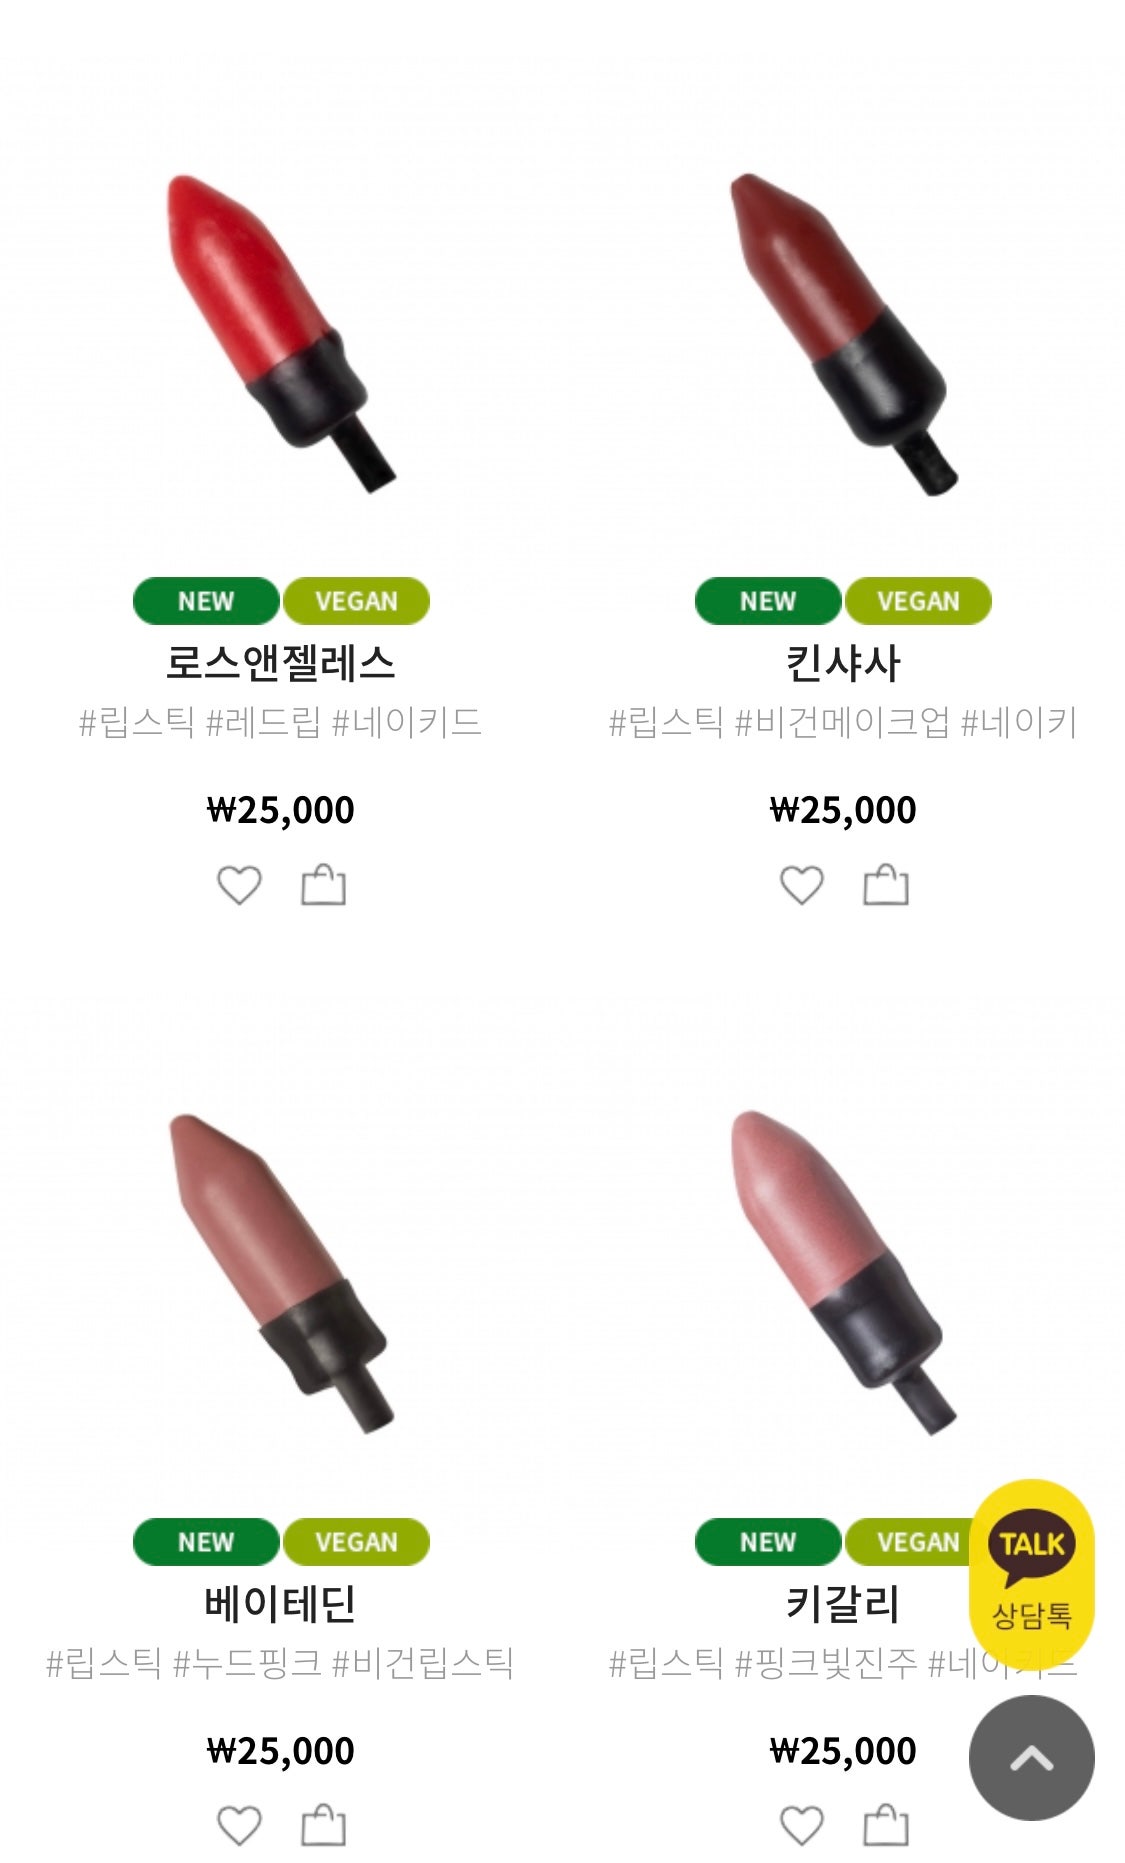 NEW VEGAN
로스앤젤레스
#립스틱 #레드립 #네이키드
₩25,000
NEW VEGAN
킨샤사
#립스틱 #비건메이크업 #네이키
₩25,000
NEW VEGAN
베이테딘
#립스틱 #누드핑크 #비건립스틱
₩25,000
NEW VEGAN
키갈리
#립스틱 #핑크빛진주 #네이키드
₩25,000
TALK
상담톡